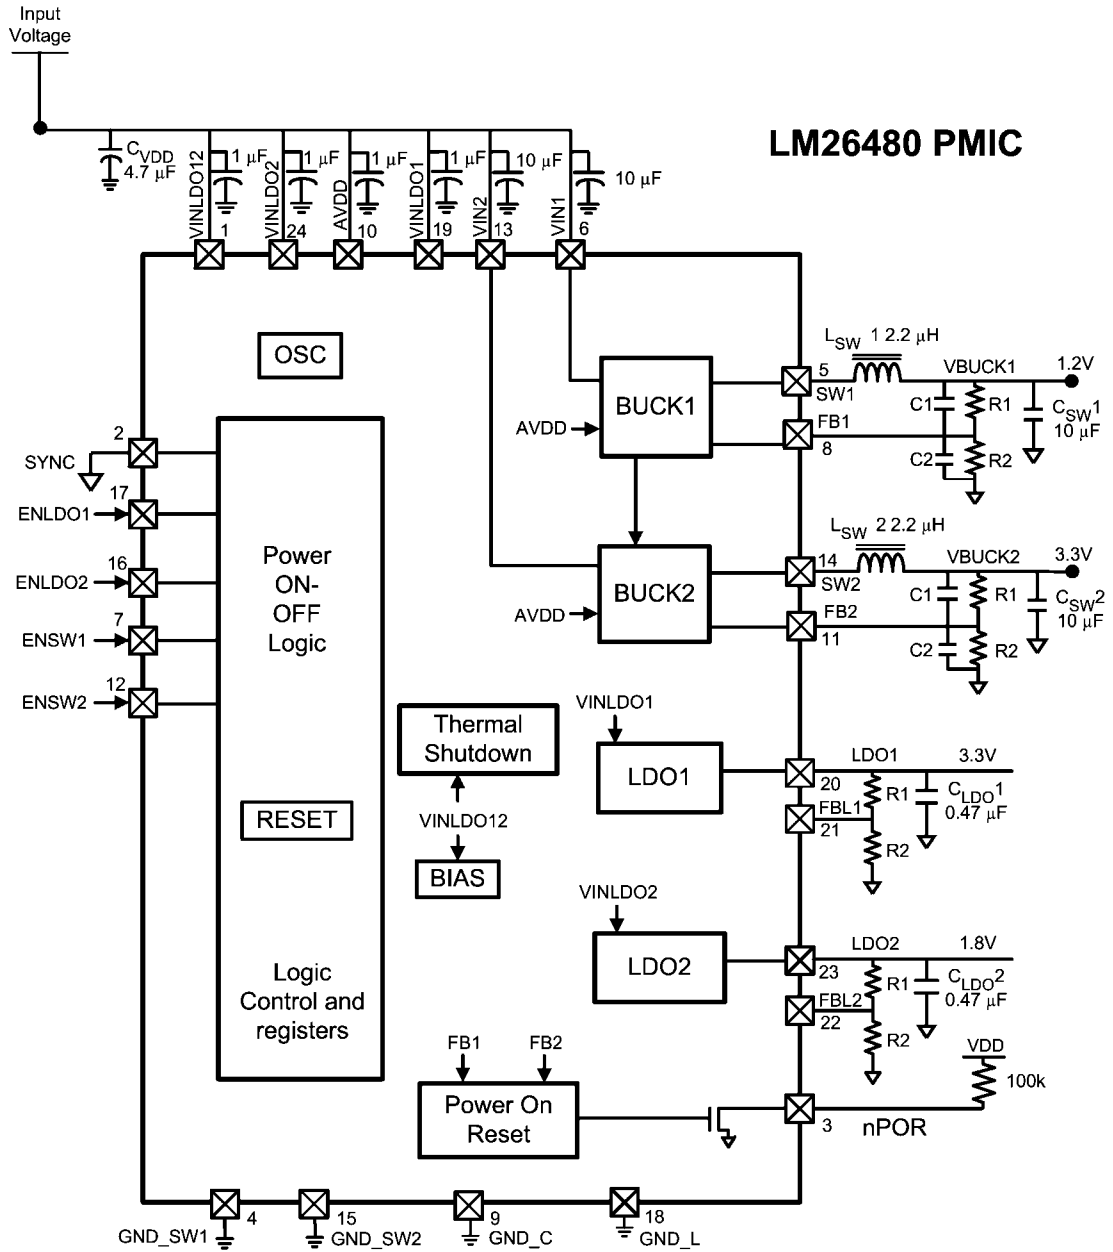 Input
Voltage
LM26480 PMIC
CVDD
4.7 µF
1 µF
1 µF
1 µF
1 µF
10 µF
10 µF
VINLDO12
VINLDO2
AVDD
VINLDO1
VIN2
VIN1
1
24
10
19
13
6
OSC
LSW 1 2.2 µH
5
SW1
VBUCK1
1.2V
BUCK1
AVDD
C1
R1
CSW1
10 µF
FB1
8
C2
R2
2
SYNC
17
ENLDO1
16
ENLDO2
7
ENSW1
12
ENSW2
Power
ON-
OFF
Logic
LSW 2 2.2 µH
14
SW2
VBUCK2
3.3V
BUCK2
AVDD
C1
R1
CSW2
10 µF
FB2
11
C2
R2
Thermal
Shutdown
VINLDO12
BIAS
RESET
VINLDO1
LDO1
LDO1
3.3V
20
R1
CLDO1
0.47 µF
FBL1
21
R2
VINLDO2
LDO2
LDO2
1.8V
23
R1
CLDO2
0.47 µF
FBL2
22
R2
Logic
Control and
registers
FB1
FB2
Power On
Reset
VDD
100k
3
nPOR
GND_SW1
4
15
GND_SW2
9
GND_C
18
GND_L